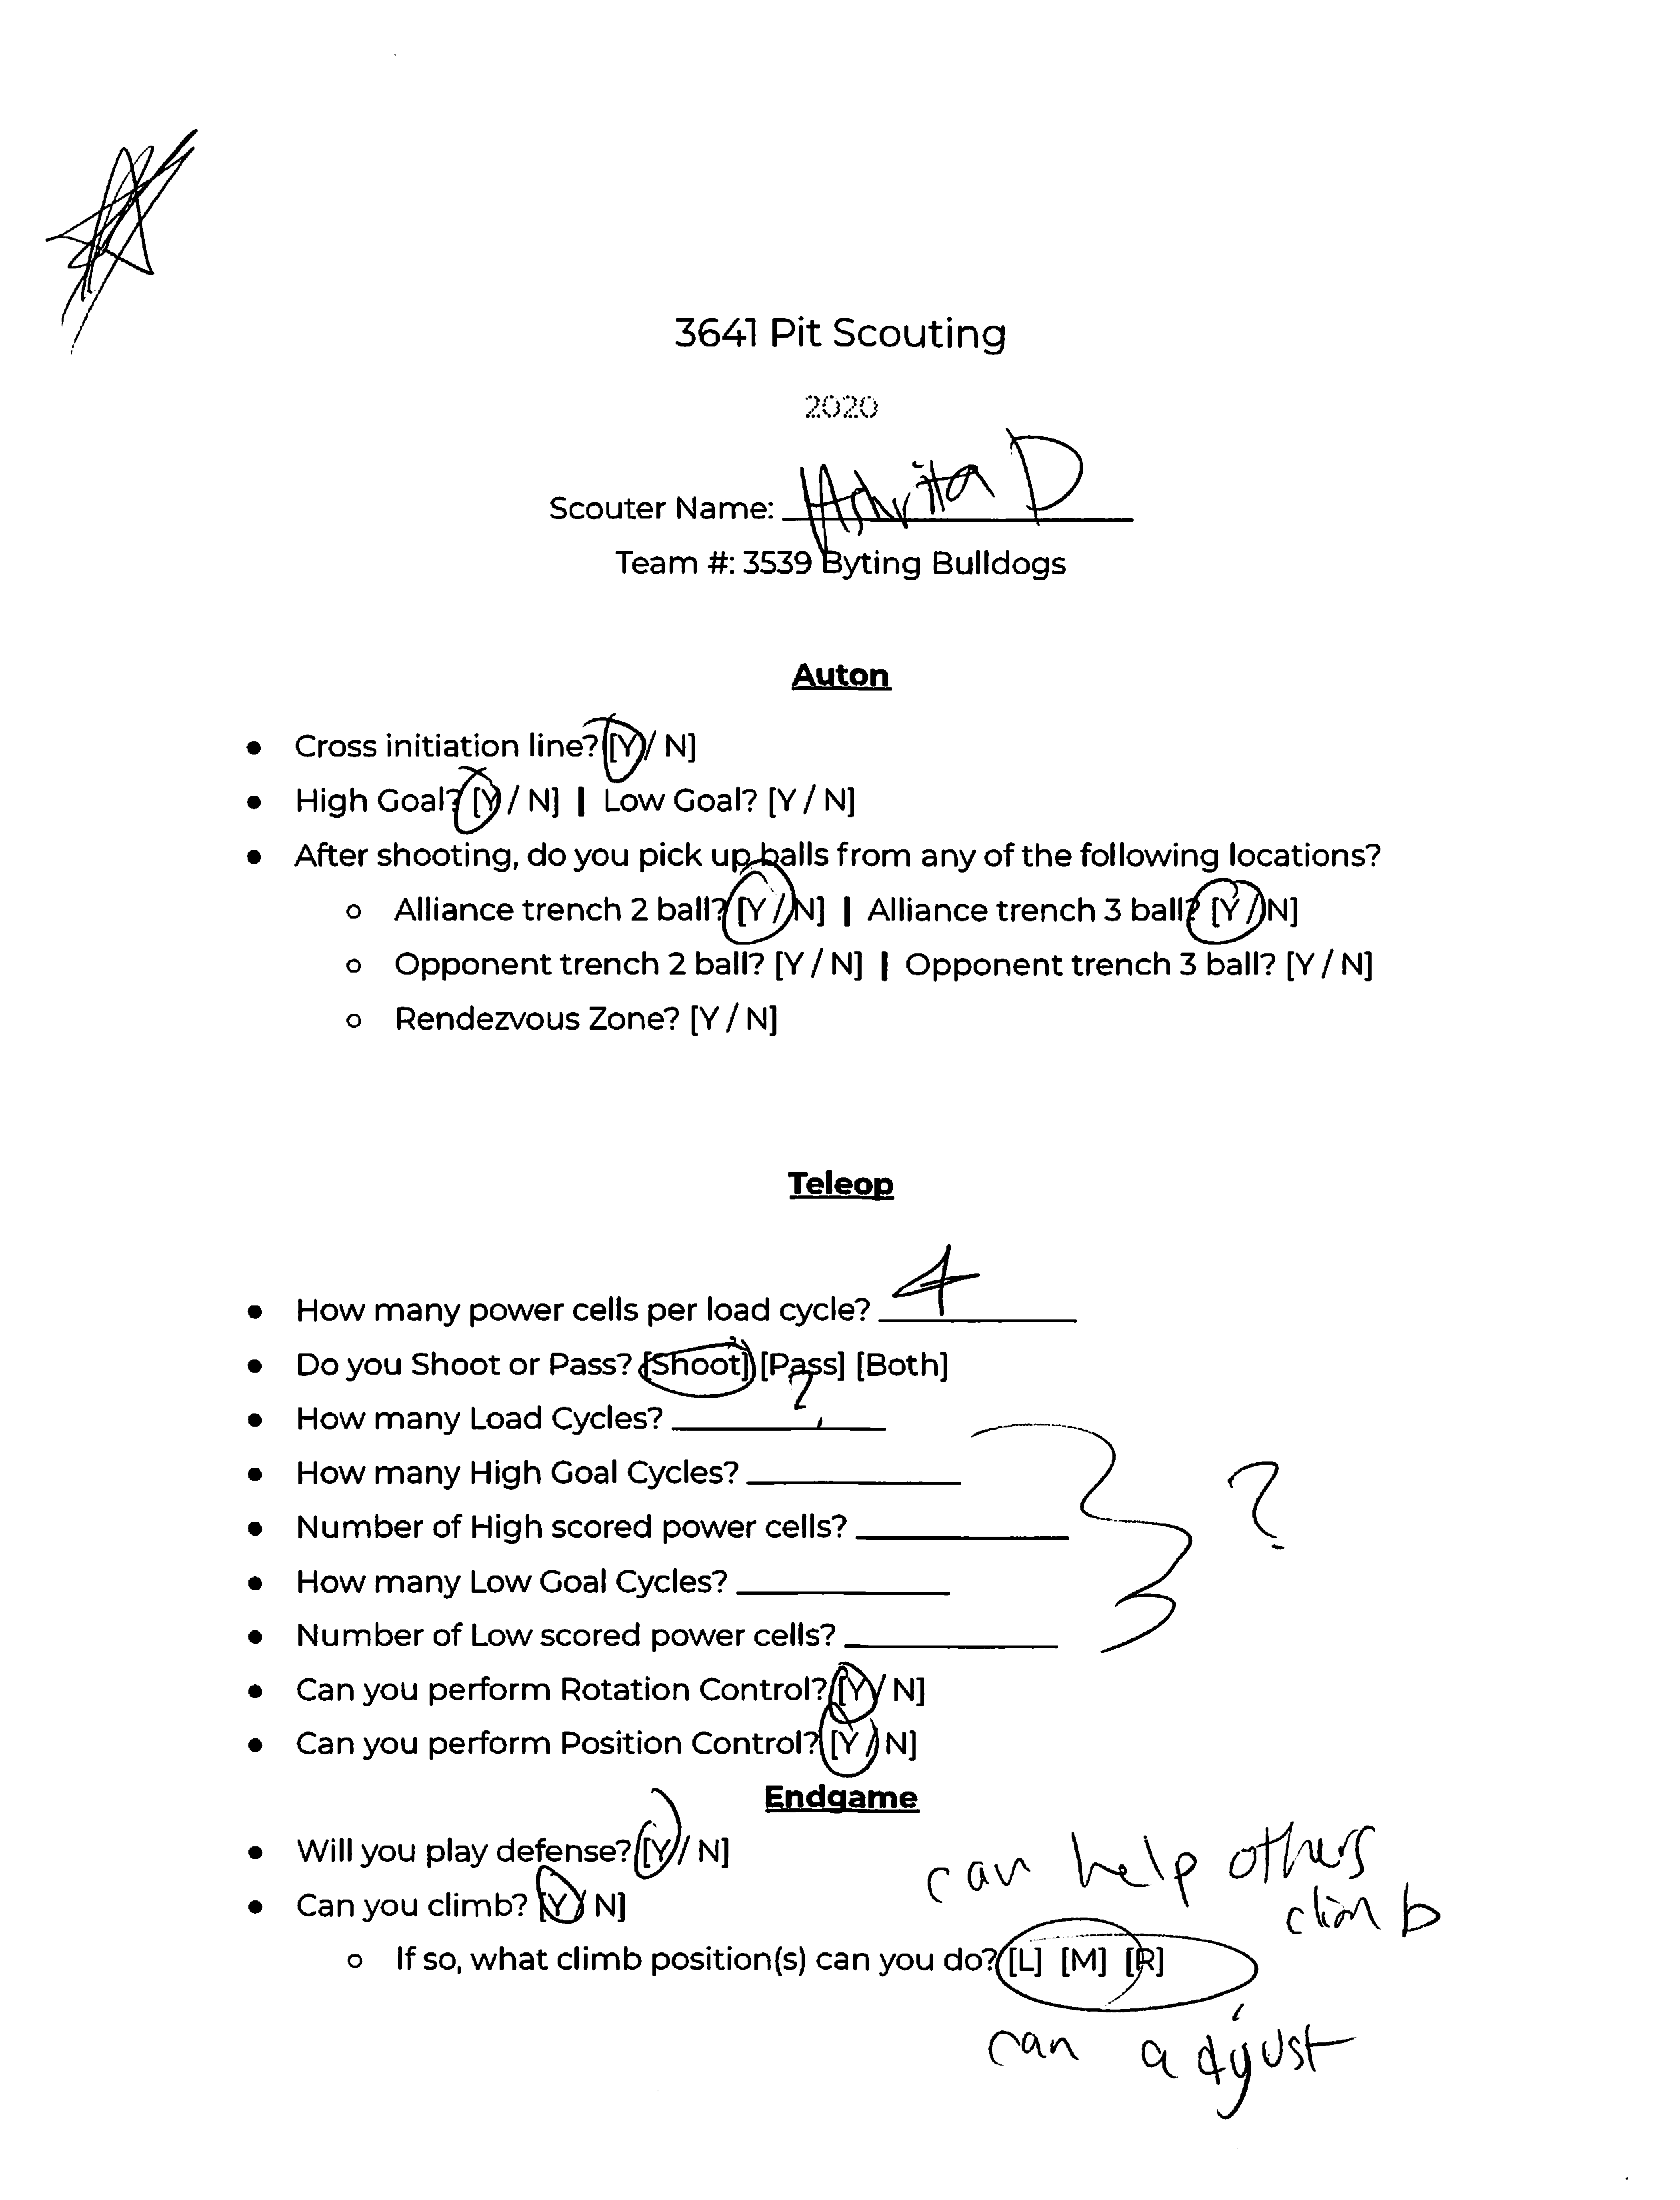 3641 Pit Scouting
2020
Scouter Name: Ashrita D
Team #: 3539 Byting Bulldogs
Auton
● Cross initiation line? [Y / N]
● High Goal? [Y / N] | Low Goal? [Y / N]
● After shooting, do you pick up balls from any of the following locations?
○ Alliance trench 2 ball? [Y / N] | Alliance trench 3 ball? [Y / N]
○ Opponent trench 2 ball? [Y / N] | Opponent trench 3 ball? [Y / N]
○ Rendezvous Zone? [Y / N]
Teleop
● How many power cells per load cycle? 4
● Do you Shoot or Pass? [Shoot] [Pass] [Both]
● How many Load Cycles? ?
● How many High Goal Cycles?
?
● Number of High scored power cells?
● How many Low Goal Cycles?
● Number of Low scored power cells?
● Can you perform Rotation Control? [Y / N]
● Can you perform Position Control? [Y / N]
Endgame
● Will you play defense? [Y / N]
can help others
climb
● Can you climb? [Y / N]
○ If so, what climb position(s) can you do? [L] [M] [R]
can adjust